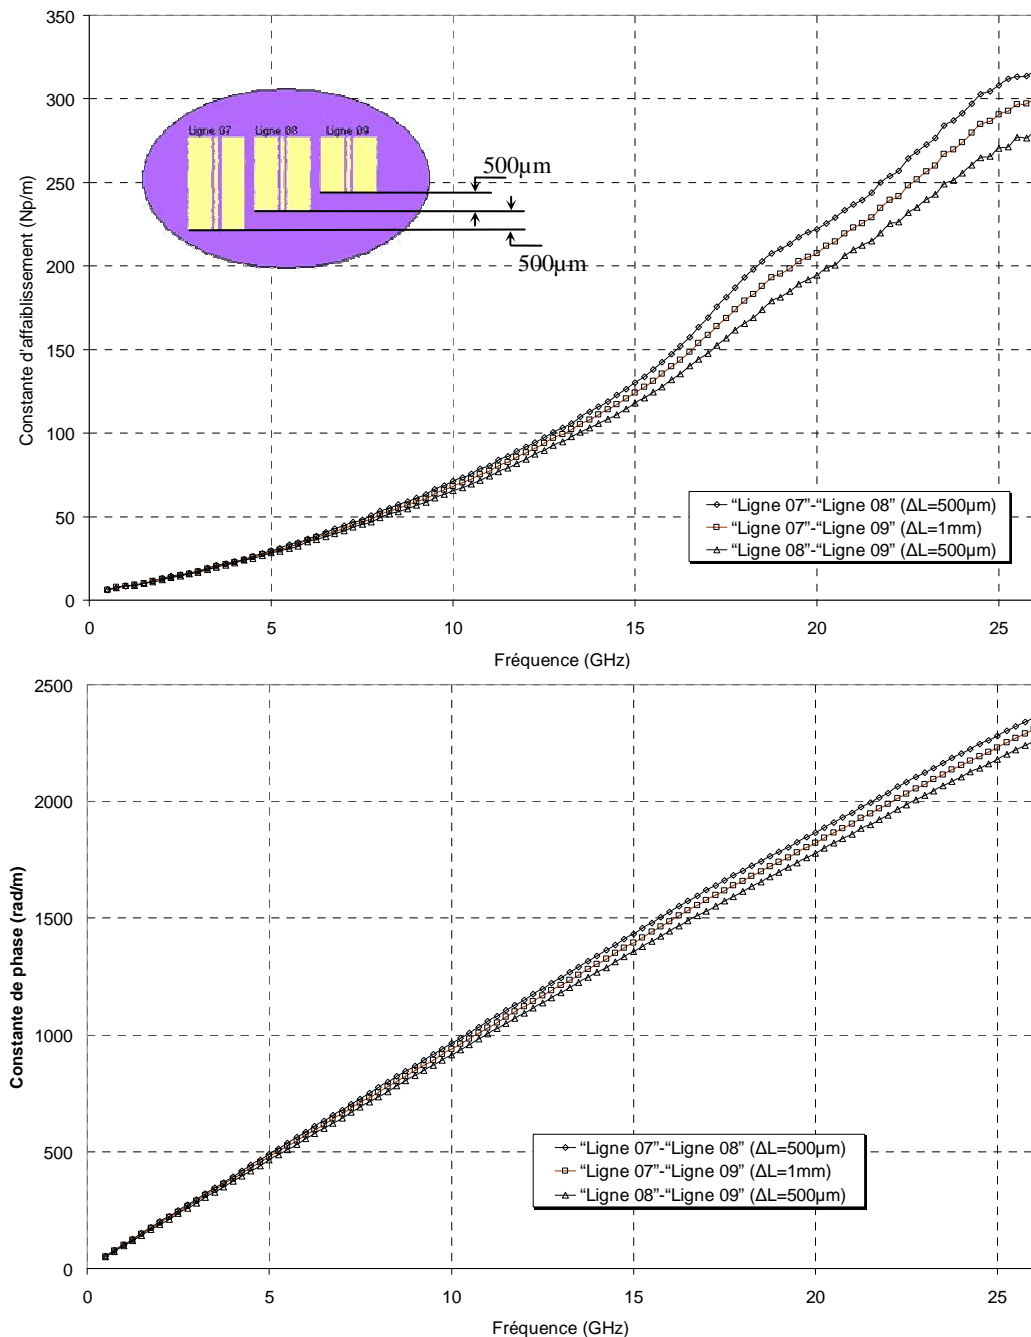 350
300
250
200
150
100
50
0
Constante d'affaiblissement (Np/m)
Ligne 07 Ligne 08 Ligne 09
500µm
500µm
“Ligne 07”-“Ligne 08” (ΔL=500µm)
“Ligne 07”-“Ligne 09” (ΔL=1mm)
“Ligne 08”-“Ligne 09” (ΔL=500µm)
0 5 10 15 20 25
Fréquence (GHz)
2500
2000
1500
1000
500
0
Constante de phase (rad/m)
“Ligne 07”-“Ligne 08” (ΔL=500µm)
“Ligne 07”-“Ligne 09” (ΔL=1mm)
“Ligne 08”-“Ligne 09” (ΔL=500µm)
0 5 10 15 20 25
Fréquence (GHz)